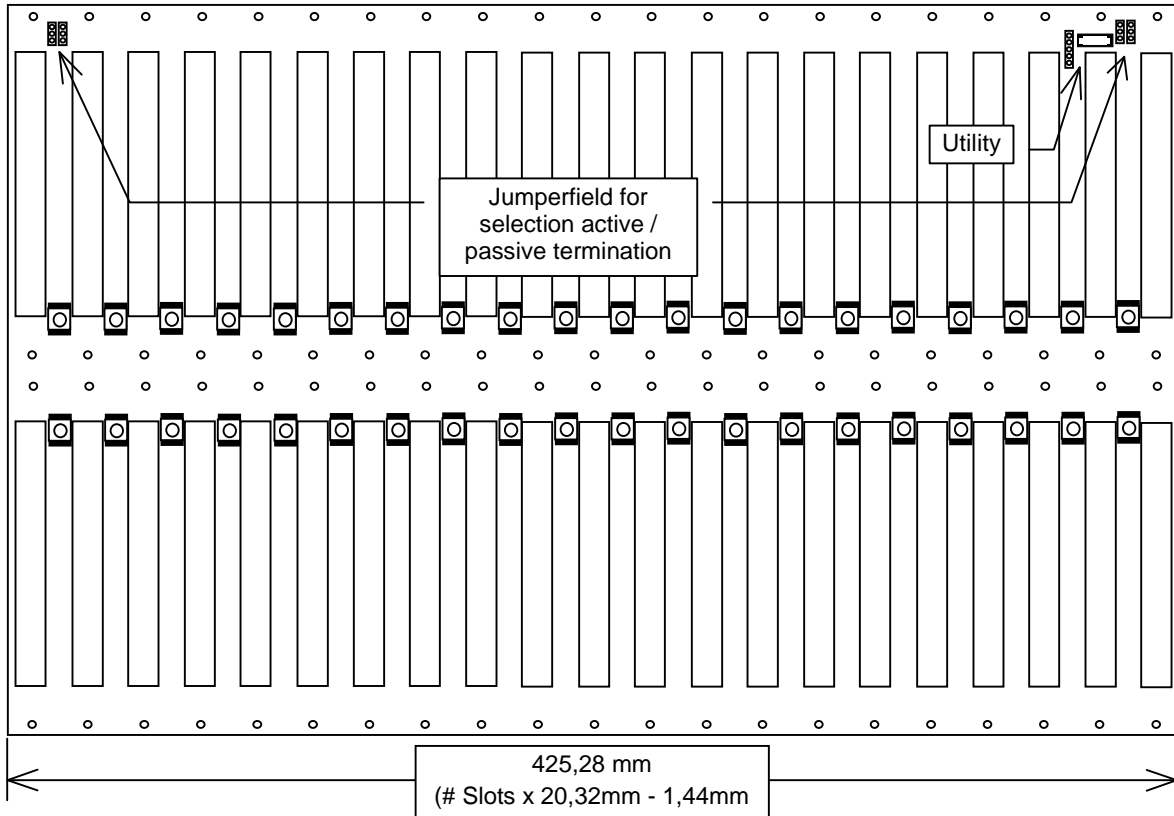 Utility
Jumperfield for
selection active /
passive termination
425,28 mm
(# Slots x 20,32mm - 1,44mm